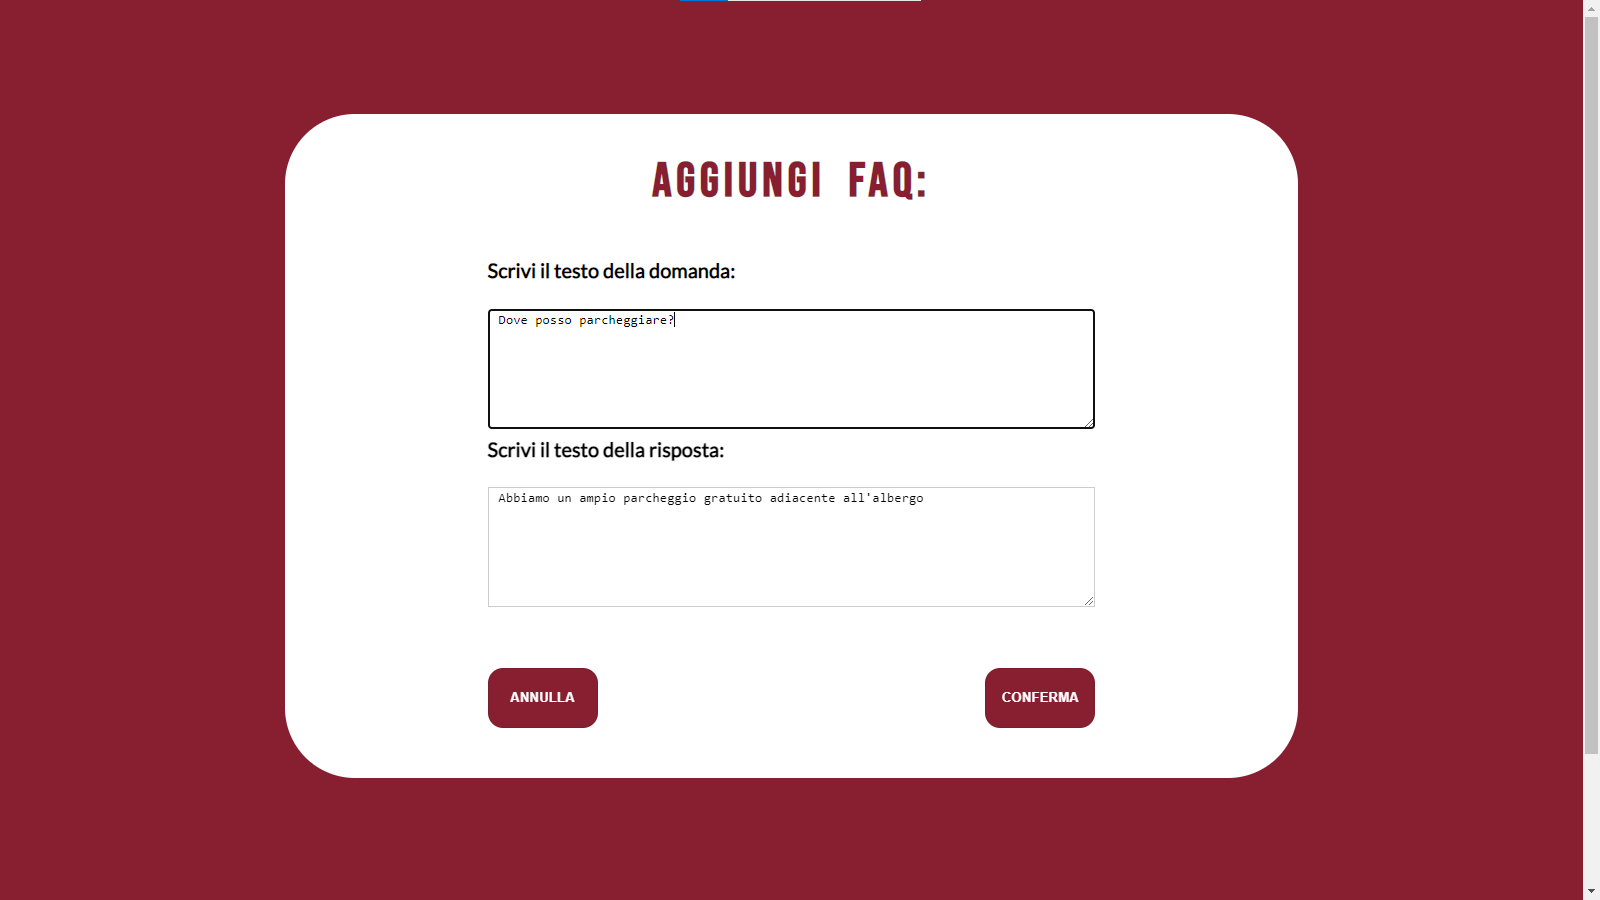 AGGIUNGI FAQ:
Scrivi il testo della domanda:
Dove posso parcheggiare?
Scrivi il testo della risposta:
Abbiamo un ampio parcheggio gratuito adiacente all'albergo
ANNULLA
CONFERMA